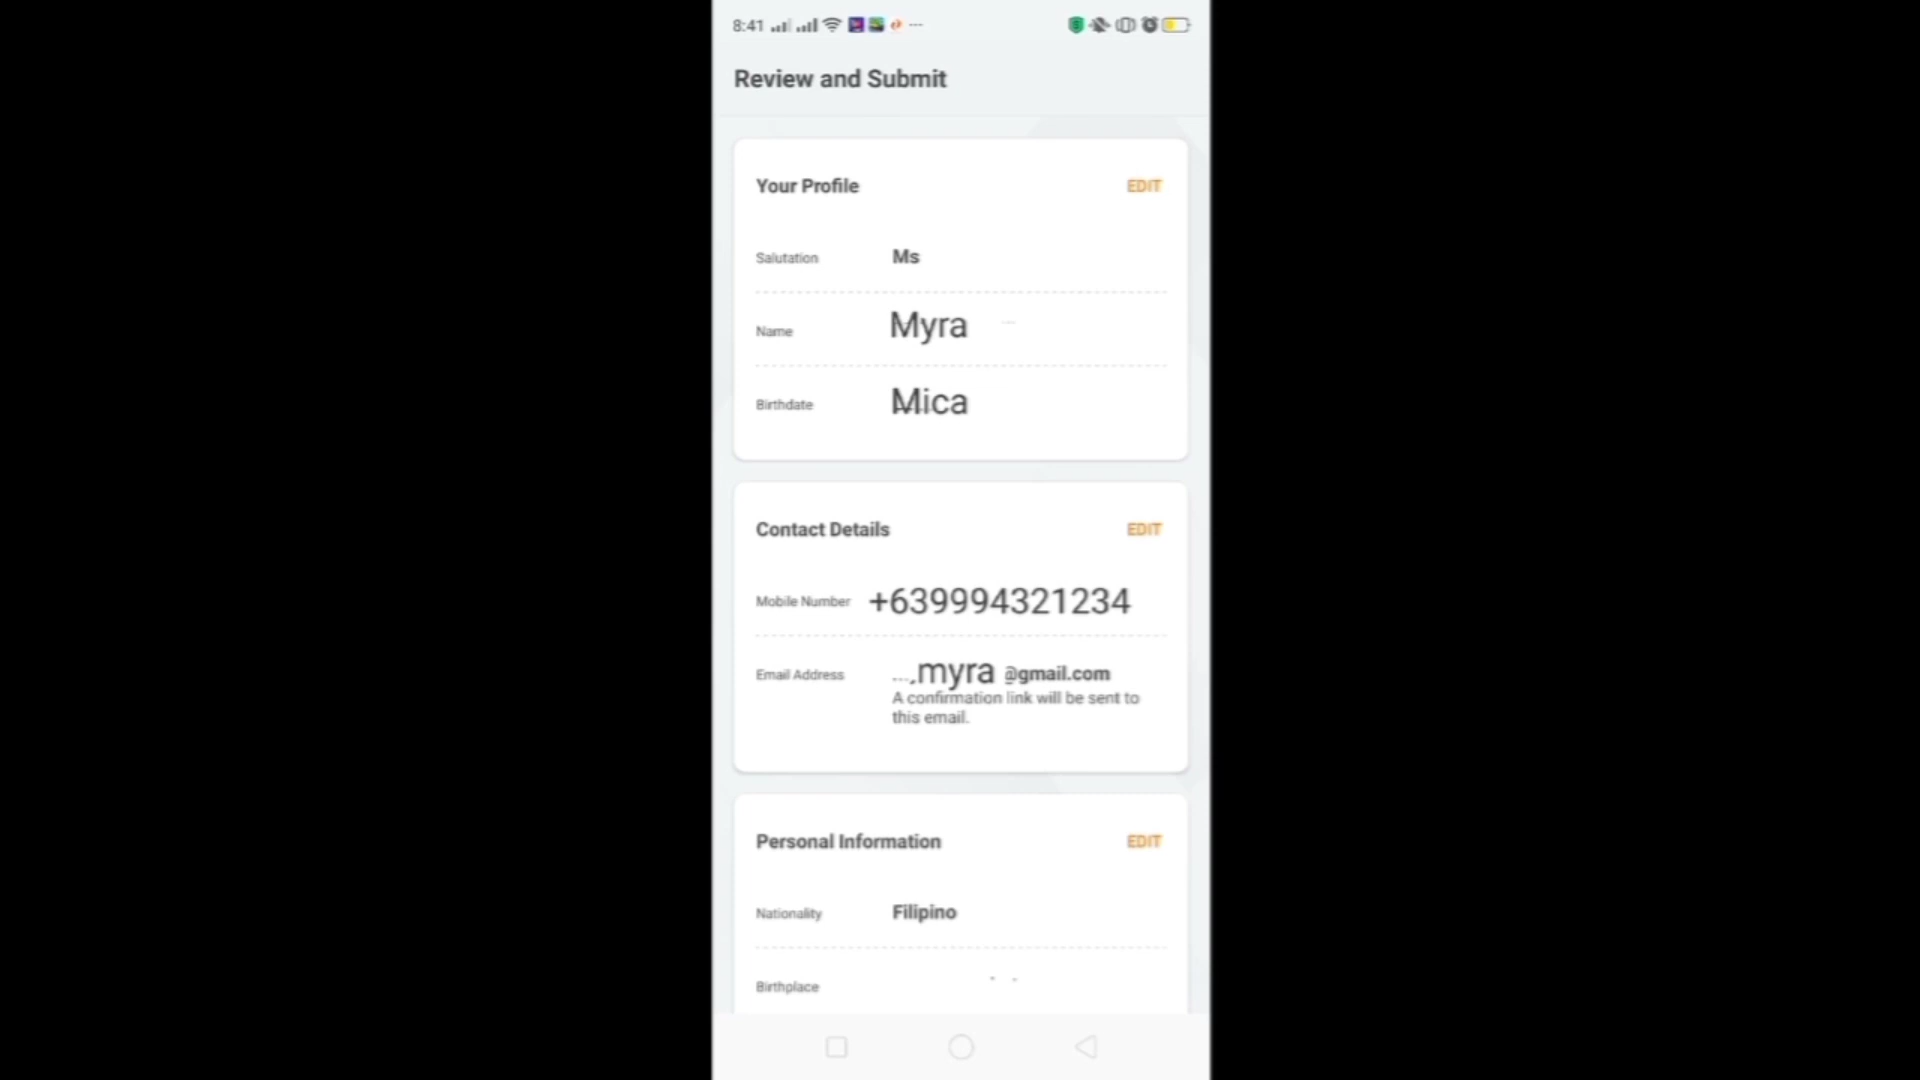 8:41
Review and Submit
Your Profile EDIT
Salutation Ms
Name Myra
Birthdate Mica
Contact Details EDIT
Mobile Number +639994321234
Email Address myra @gmail.com
A confirmation link will be sent to
this email.
Personal Information EDIT
Nationality Filipino
Birthplace